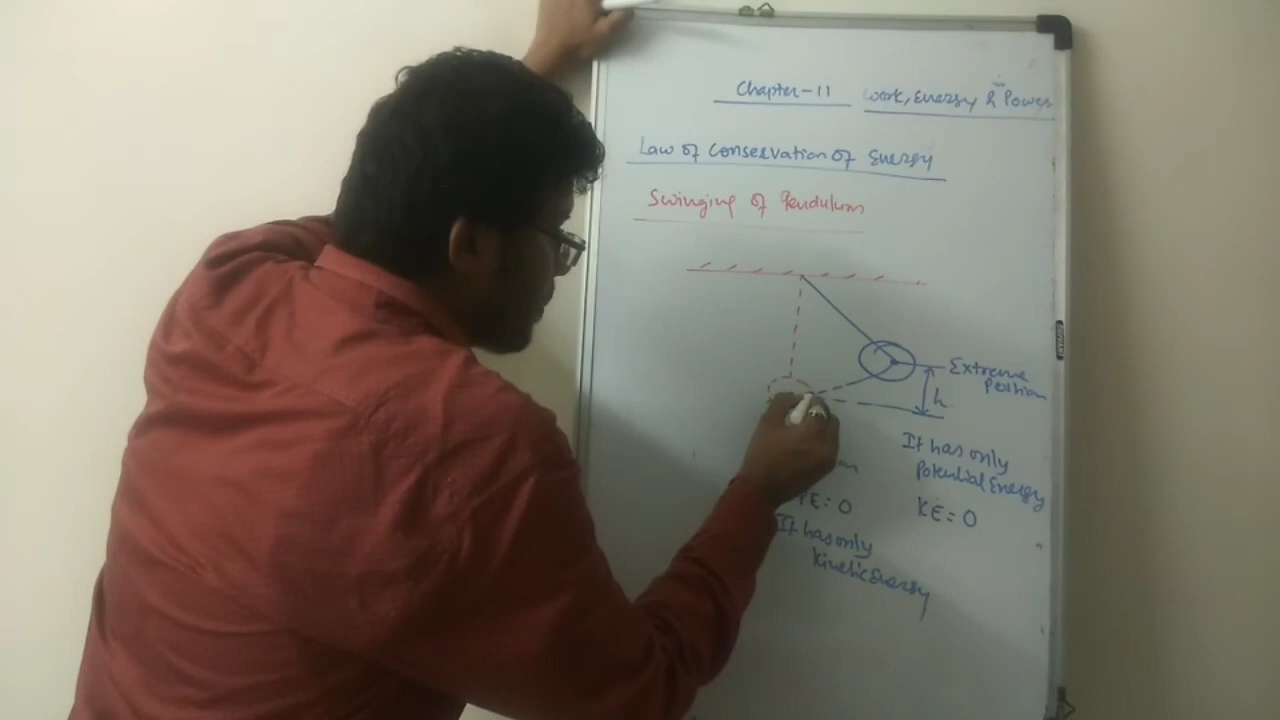 Chapter-11 Work, Energy & Power
Law of Conservation of Energy
Swinging of Pendulum
Extreme
Position
h
It has only
Potential Energy
KE = 0
PE = 0
It has only
Kinetic Energy